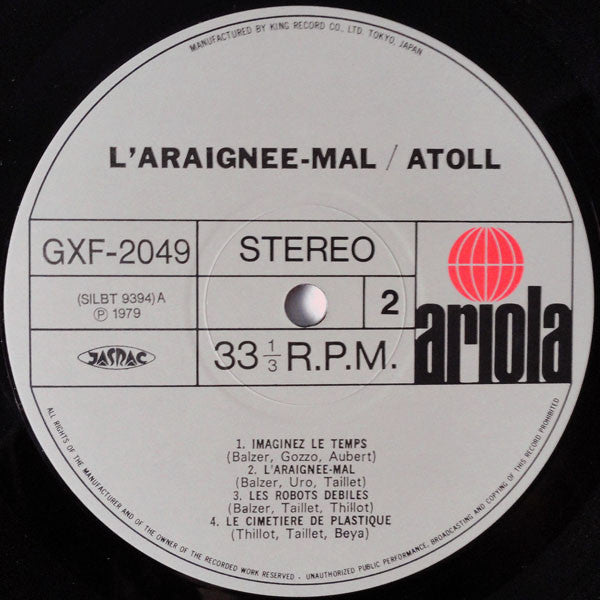 MANUFACTURED BY KING RECORD CO., LTD. TOKYO, JAPAN
L'ARAIGNEE-MAL / ATOLL
GXF-2049
STEREO
(SILBT 9394) A
Ⓟ 1979
2
ariola
JASRAC
33 1/3 R.P.M.
1. IMAGINEZ LE TEMPS
(Balzer, Gozzo, Aubert)
2. L'ARAIGNEE-MAL
(Balzer, Uro, Taillet)
3. LES ROBOTS DEBILES
(Balzer, Taillet, Thillot)
4. LE CIMETIERE DE PLASTIQUE
(Thillot, Taillet, Beya)
ALL RIGHTS OF THE MANUFACTURER AND OF THE OWNER OF THE RECORDED WORK RESERVED - UNAUTHORIZED PUBLIC PERFORMANCE, BROADCASTING AND COPYING OF THIS RECORD PROHIBITED